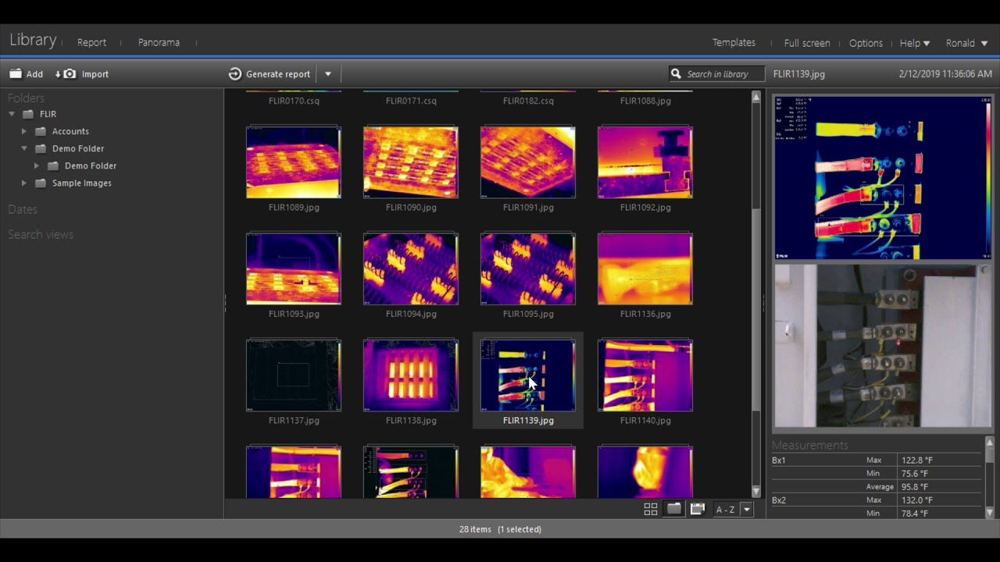 Library Report Panorama Templates Full screen Options Help Ronald
Add Import Generate report Search in library FLIR1139.jpg 2/12/2019 11:36:06 AM
Folders
FLIR
Accounts
Demo Folder
Demo Folder
Sample Images
Dates
Search views
FLIR0170.csq FLIR0171.csq FLIR0182.csq FLIR1088.jpg
FLIR1089.jpg FLIR1090.jpg FLIR1091.jpg FLIR1092.jpg
FLIR1093.jpg FLIR1094.jpg FLIR1095.jpg FLIR1136.jpg
FLIR1137.jpg FLIR1138.jpg FLIR1139.jpg FLIR1140.jpg
Measurements
Bx1 Max 122.8 °F
Min 75.6 °F
Average 95.8 °F
Bx2 Max 132.0 °F
Min 78.4 °F
A - Z
28 items (1 selected)